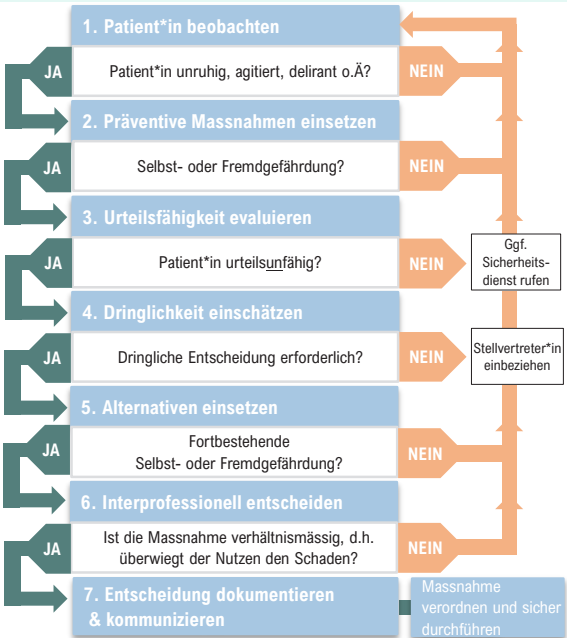 1. Patient*in beobachten
JA
Patient*in unruhig, agitiert, delirant o.Ä?
NEIN
2. Präventive Massnahmen einsetzen
JA
Selbst- oder Fremdgefährdung?
NEIN
3. Urteilsfähigkeit evaluieren
JA
Patient*in urteilsunfähig?
NEIN
Ggf.
Sicherheits-
dienst rufen
4. Dringlichkeit einschätzen
JA
Dringliche Entscheidung erforderlich?
NEIN
Stellvertreter*in
einbeziehen
5. Alternativen einsetzen
JA
Fortbestehende
Selbst- oder Fremdgefährdung?
NEIN
6. Interprofessionell entscheiden
JA
Ist die Massnahme verhältnismässig, d.h.
überwiegt der Nutzen den Schaden?
NEIN
7. Entscheidung dokumentieren
& kommunizieren
Massnahme
verordnen und sicher
durchführen